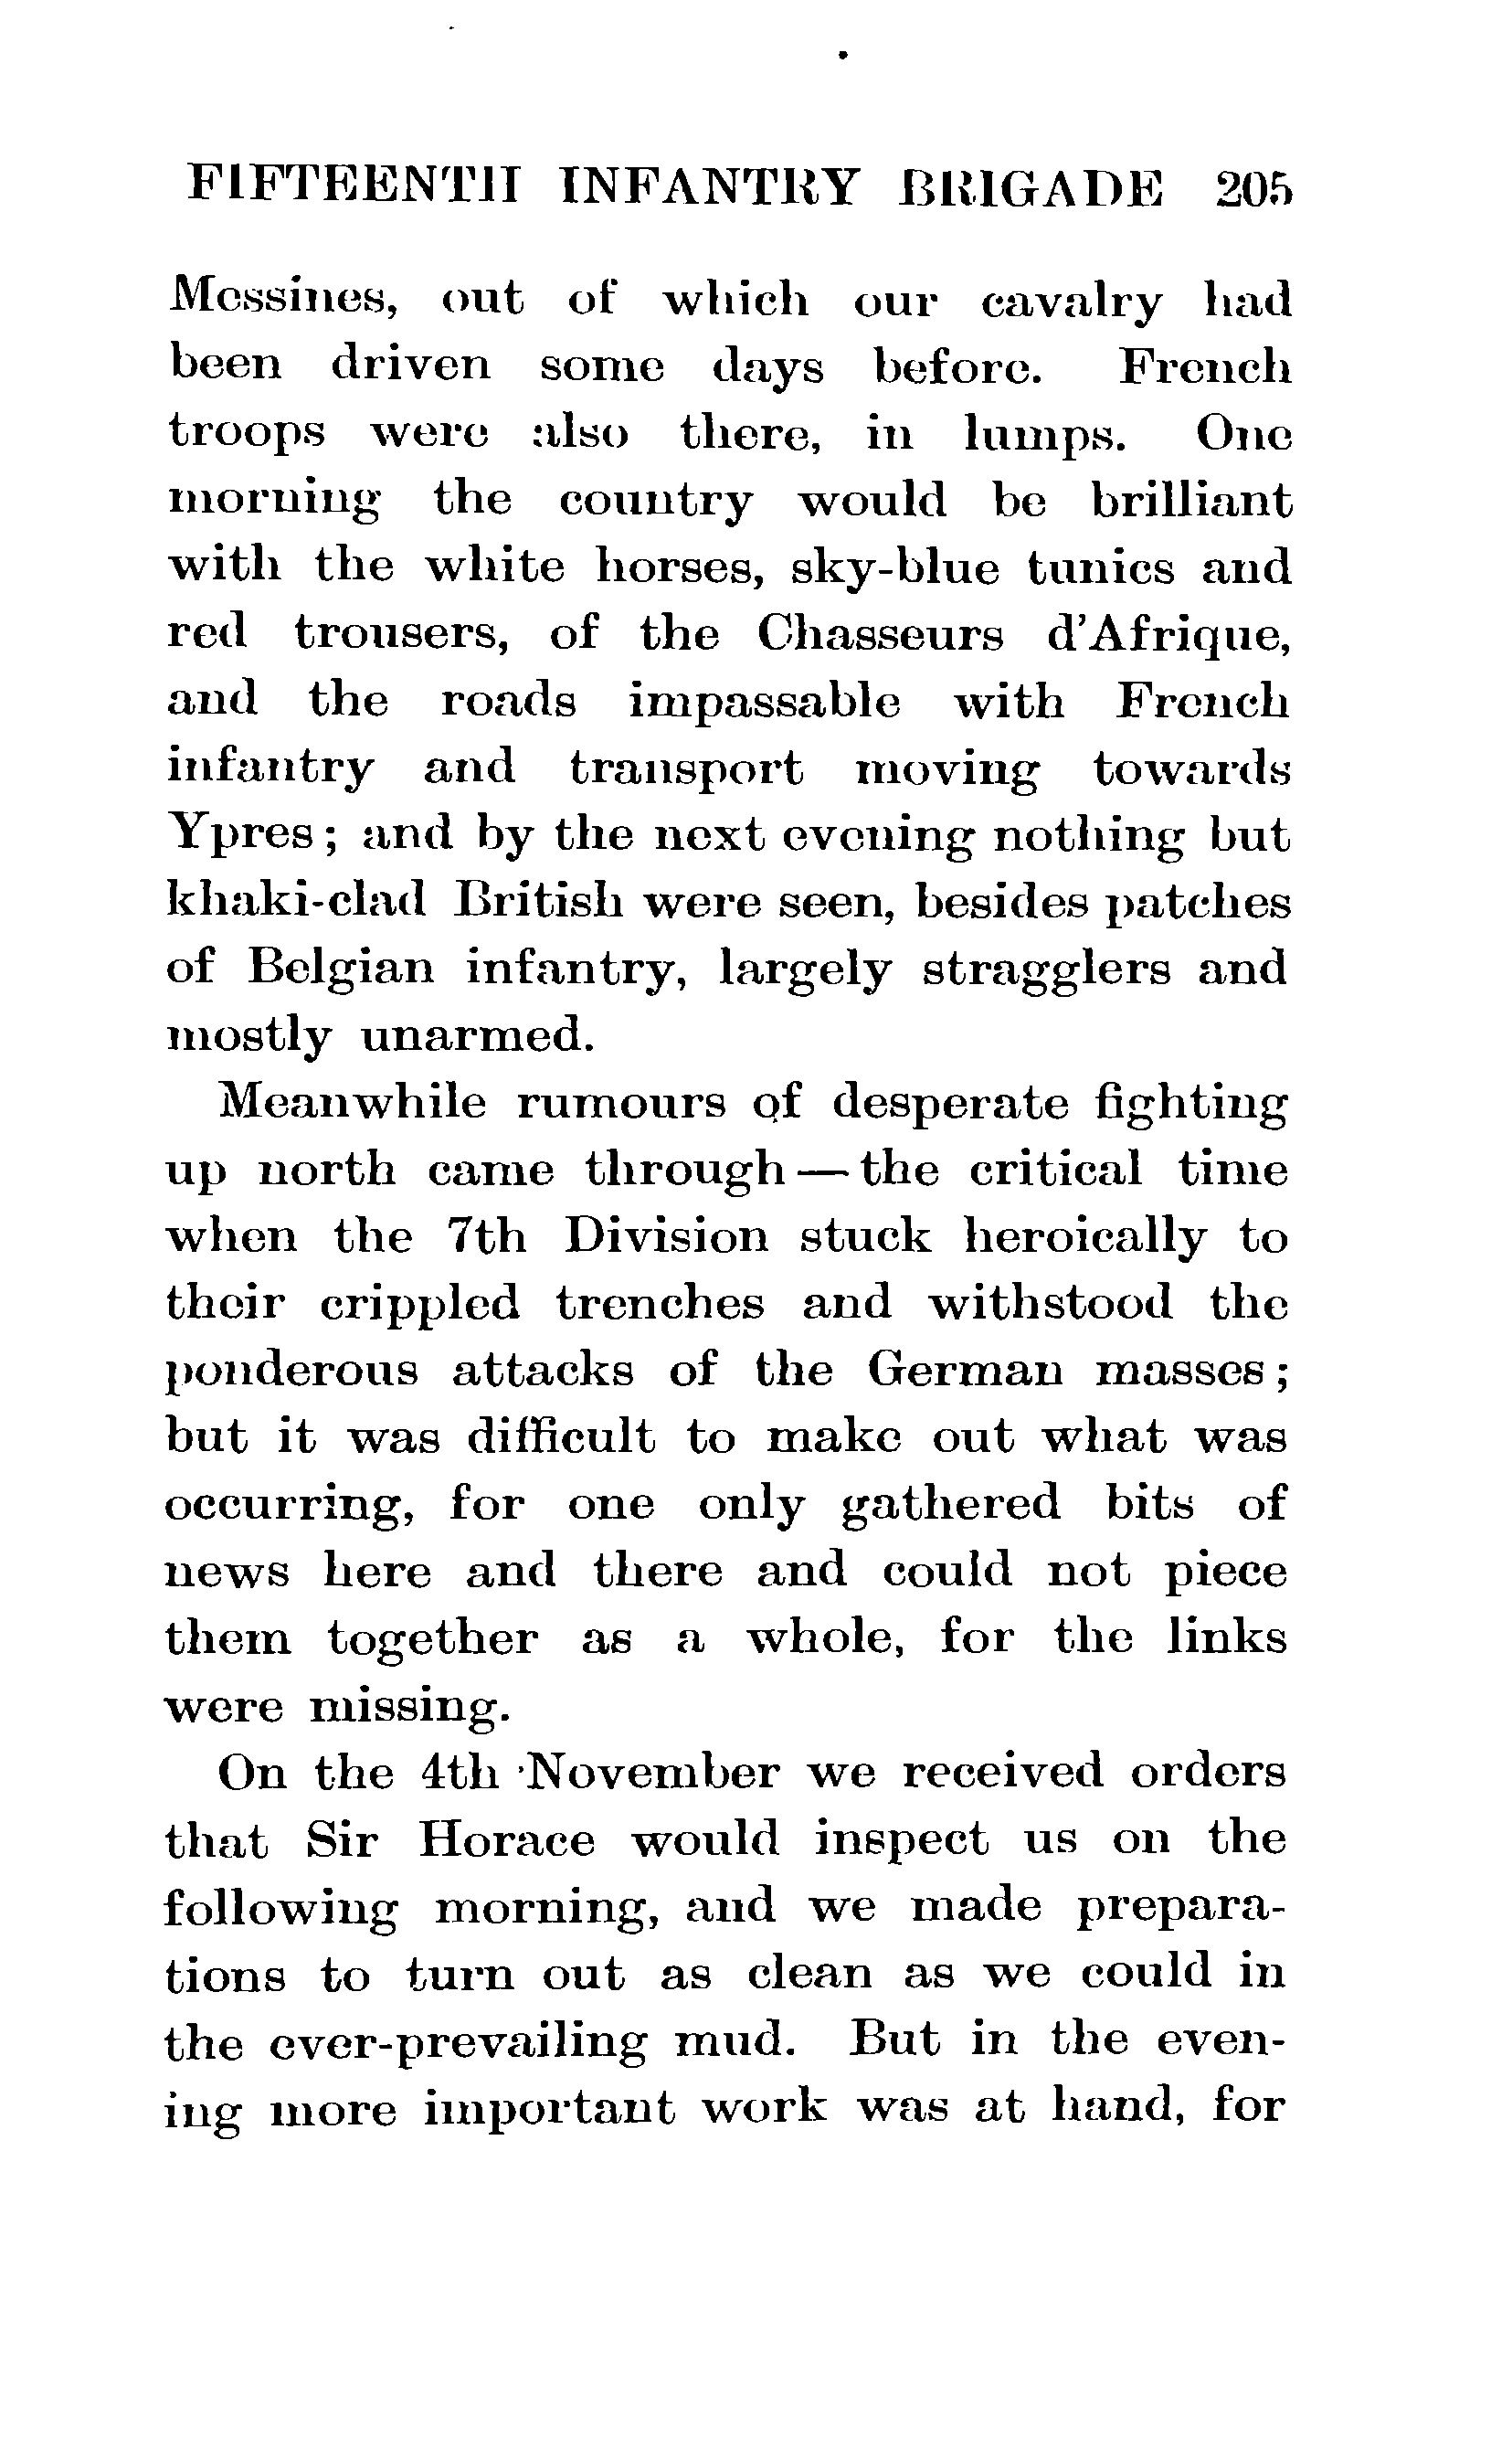 FIFTEENTH INFANTRY BRIGADE 205
Messines, out of which our cavalry had
been driven some days before. French
troops were also there, in lumps. One
morning the country would be brilliant
with the white horses, sky-blue tunics and
red trousers, of the Chasseurs d'Afrique,
and the roads impassable with French
infantry and transport moving towards
Ypres; and by the next evening nothing but
khaki-clad British were seen, besides patches
of Belgian infantry, largely stragglers and
mostly unarmed.
Meanwhile rumours of desperate fighting
up north came through — the critical time
when the 7th Division stuck heroically to
their crippled trenches and withstood the
ponderous attacks of the German masses;
but it was difficult to make out what was
occurring, for one only gathered bits of
news here and there and could not piece
them together as a whole, for the links
were missing.
On the 4th November we received orders
that Sir Horace would inspect us on the
following morning, and we made prepara-
tions to turn out as clean as we could in
the ever-prevailing mud. But in the even-
ing more important work was at hand, for